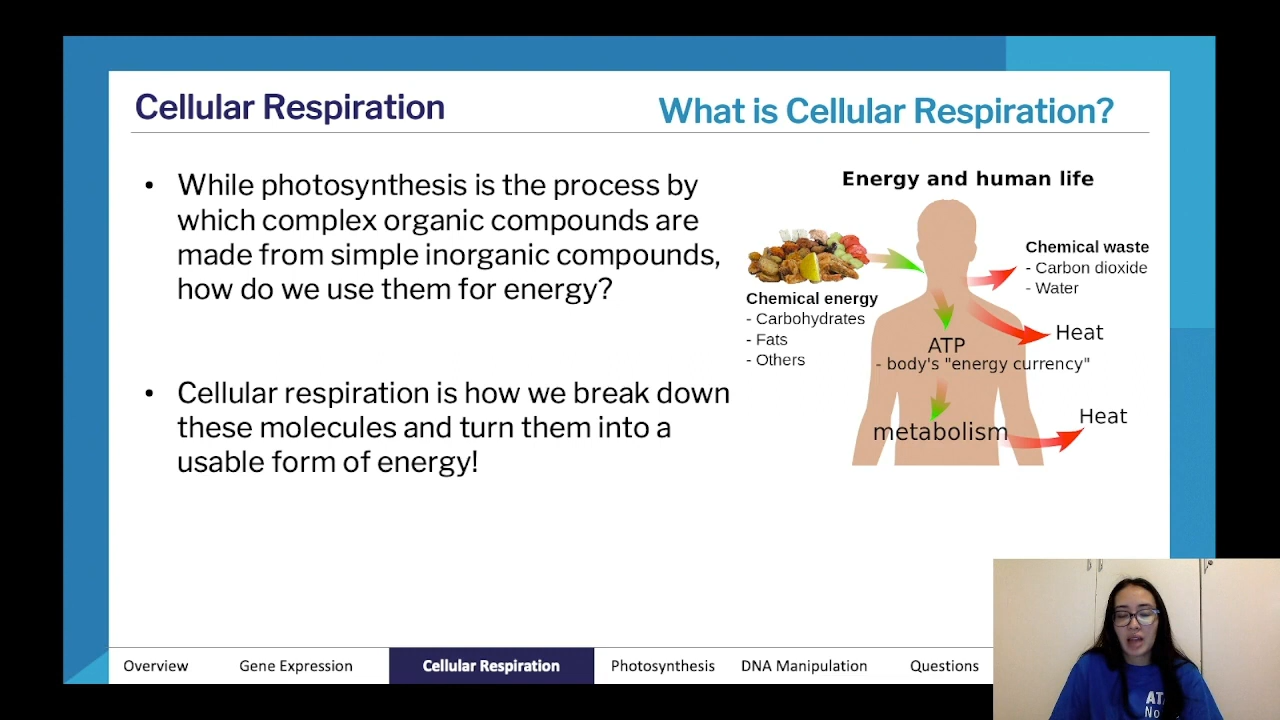 Cellular Respiration
What is Cellular Respiration?
• While photosynthesis is the process by
which complex organic compounds are
made from simple inorganic compounds,
how do we use them for energy?
• Cellular respiration is how we break down
these molecules and turn them into a
usable form of energy!
Energy and human life
Chemical energy
- Carbohydrates
- Fats
- Others
Chemical waste
- Carbon dioxide
- Water
Heat
ATP
- body's "energy currency"
metabolism
Heat
Overview
Gene Expression
Cellular Respiration
Photosynthesis
DNA Manipulation
Questions